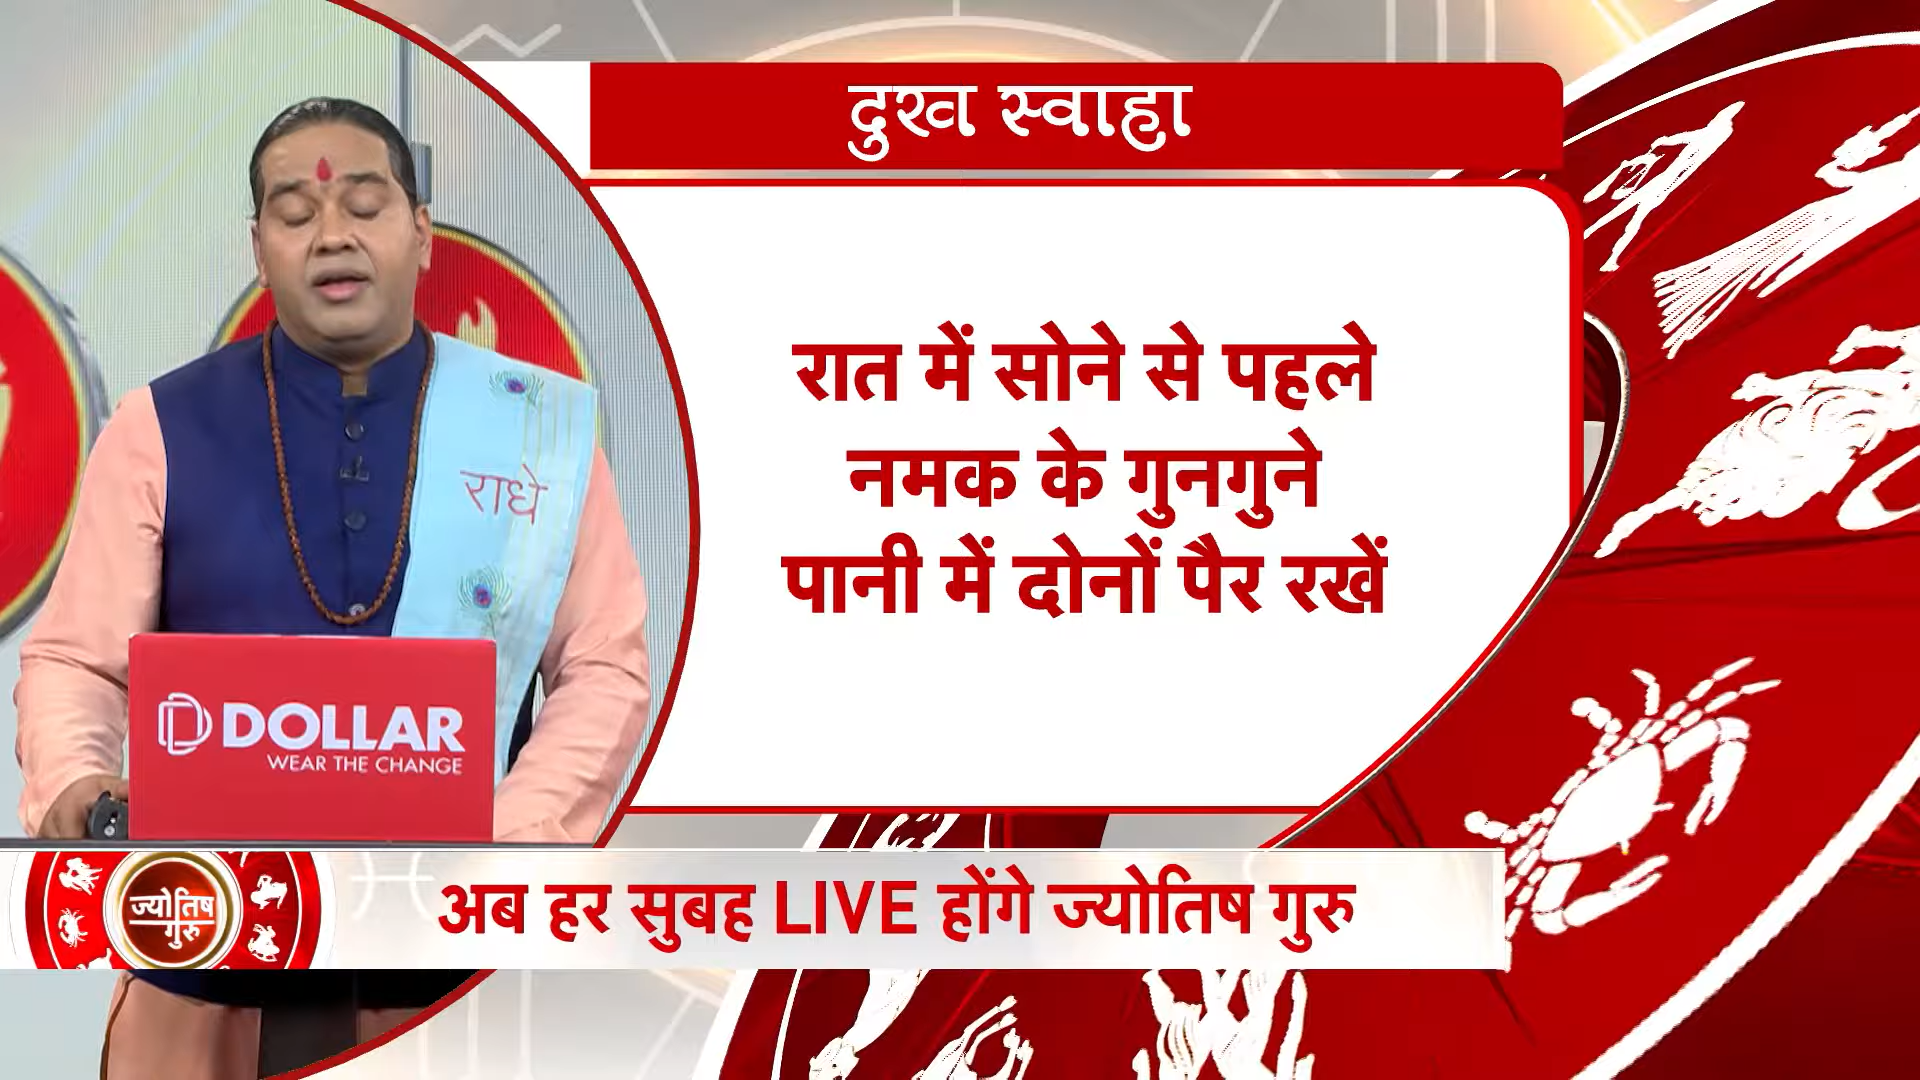 दुख स्वाहा
रात में सोने से पहले
नमक के गुनगुने
पानी में दोनों पैर रखें
राधे
DOLLAR
WEAR THE CHANGE
ज्योतिष
गुरु
अब हर सुबह LIVE होंगे ज्योतिष गुरु